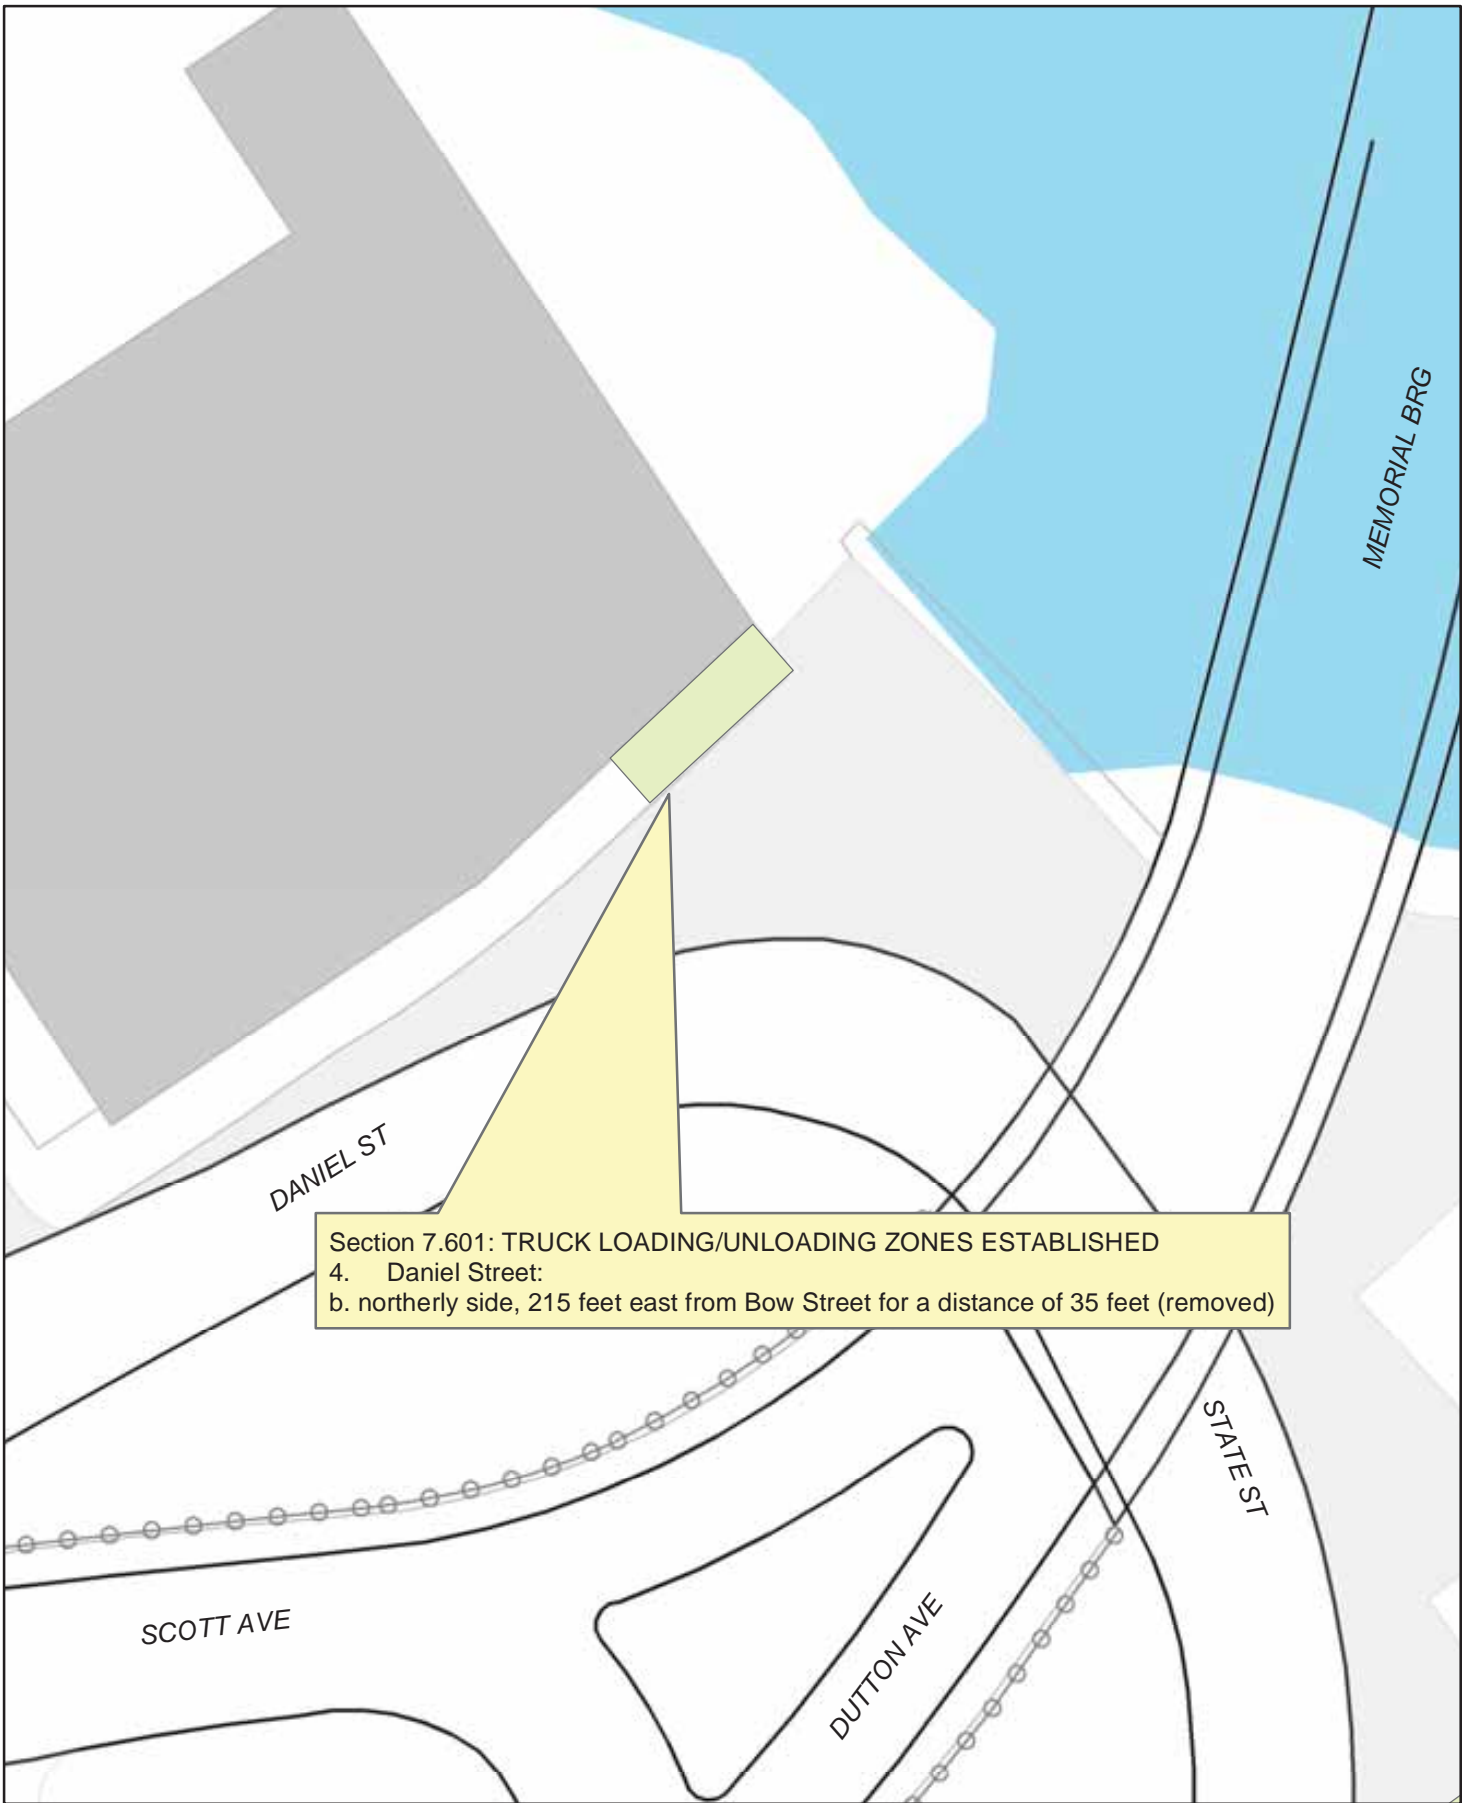 MEMORIAL BRG
DANIEL ST
Section 7.601: TRUCK LOADING/UNLOADING ZONES ESTABLISHED
4. Daniel Street:
b. northerly side, 215 feet east from Bow Street for a distance of 35 feet (removed)
STATE ST
SCOTT AVE
DUTTON AVE